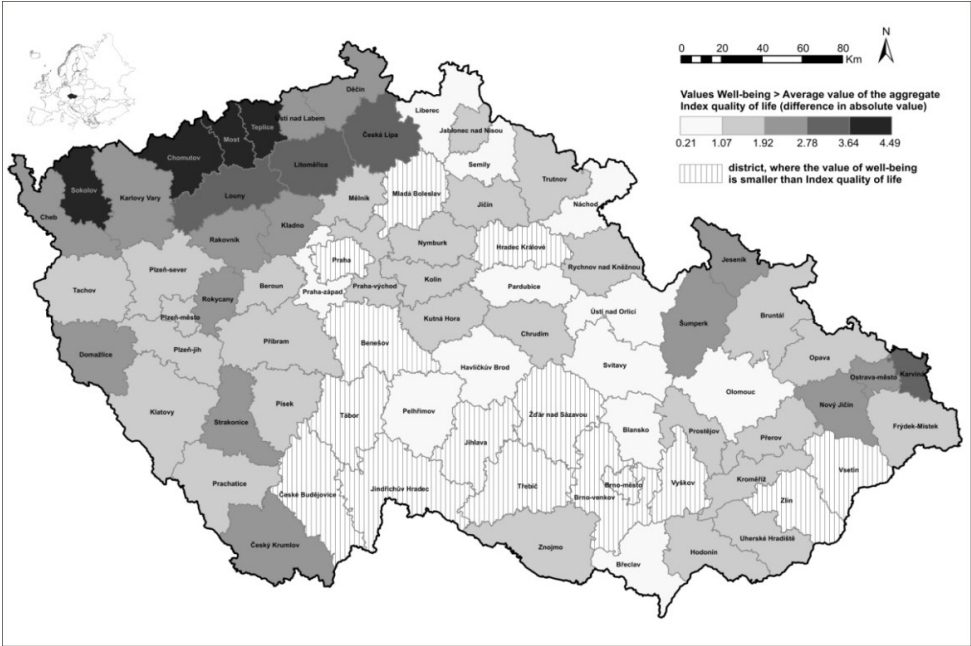 N
0 20 40 60 80
Km
Values Well-being > Average value of the aggregate
Index quality of life (difference in absolute value)
0.21 1.07 1.92 2.78 3.64 4.49
district, where the value of well-being
is smaller than Index quality of life
Děčín
Liberec
Ústí nad Labem
Teplice
Jablonec nad Nisou
Česká Lípa
Most
Chomutov
Litoměřice
Semily
Trutnov
Sokolov
Mladá Boleslav
Louny
Karlovy Vary
Mělník
Jičín
Náchod
Cheb
Kladno
Rakovník
Nymburk
Hradec Králové
Jeseník
Praha
Rychnov nad Kněžnou
Plzeň-sever
Kolín
Beroun
Praha-východ
Pardubice
Tachov
Praha-západ
Rokycany
Ústí nad Orlicí
Bruntál
Plzeň-město
Kutná Hora
Šumperk
Chrudim
Příbram
Benešov
Plzeň-jih
Domažlice
Opava
Svitavy
Havlíčkův Brod
Karviná
Ostrava-město
Olomouc
Písek
Nový Jičín
Klatovy
Tábor
Pelhřimov
Žďár nad Sázavou
Strakonice
Frýdek-Místek
Blansko
Prostějov
Přerov
Jihlava
Vsetín
Kroměříž
Prachatice
Vyškov
Třebíč
Brno-město
Jindřichův Hradec
České Budějovice
Brno-venkov
Zlín
Uherské Hradiště
Český Krumlov
Znojmo
Hodonín
Břeclav